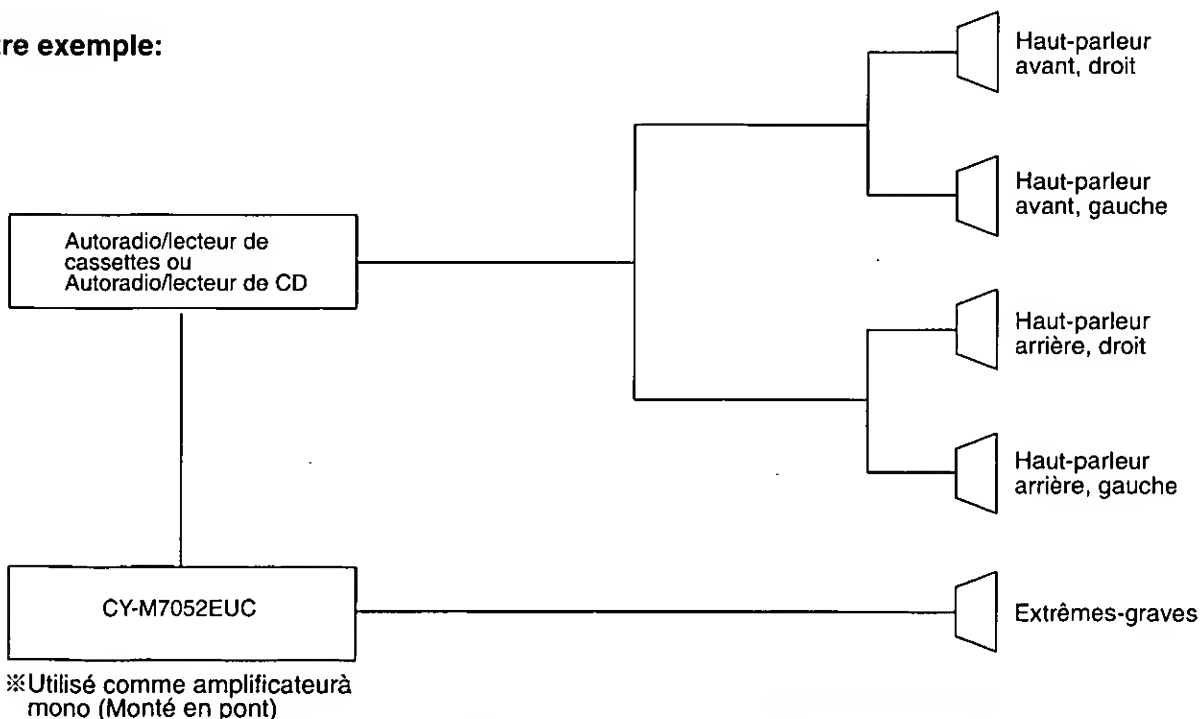 tre exemple:
Haut-parleur
avant, droit
Haut-parleur
avant, gauche
Autoradio/lecteur de
cassettes ou
Autoradio/lecteur de CD
Haut-parleur
arrière, droit
Haut-parleur
arrière, gauche
CY-M7052EUC
Extrêmes-graves
※Utilisé comme amplificateurà
mono (Monté en pont)